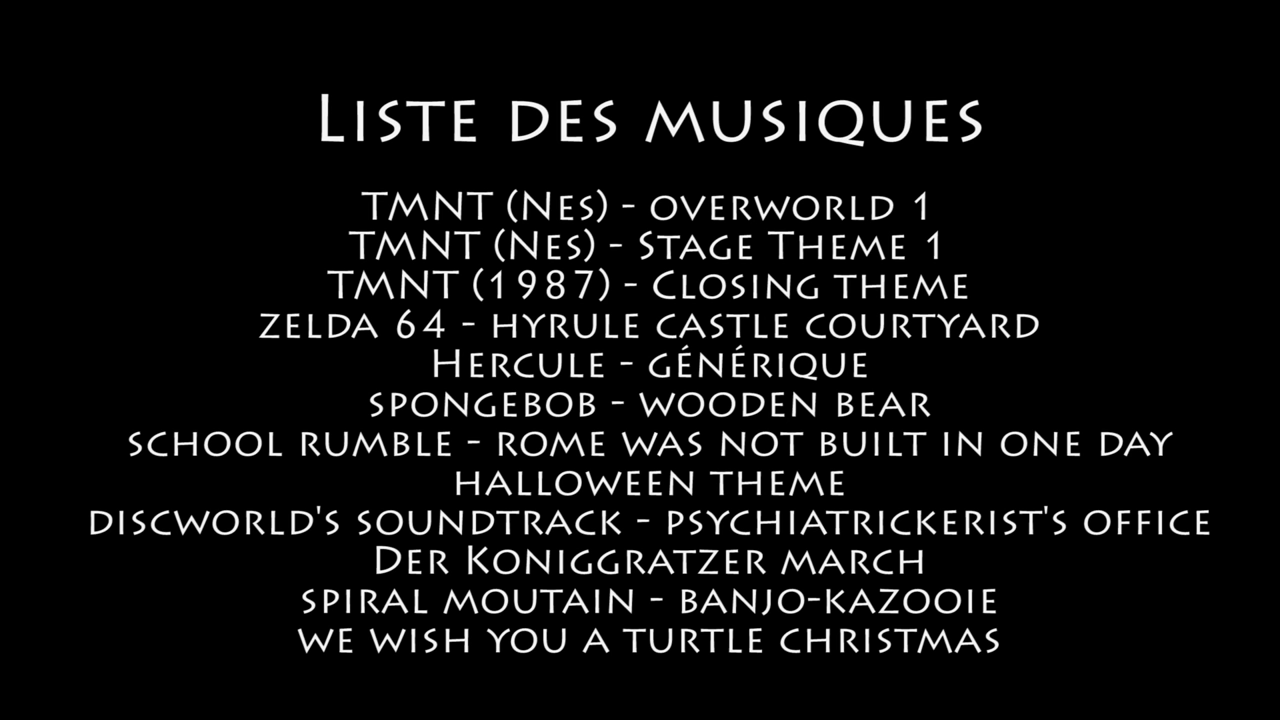 Liste des musiques
TMNT (Nes) - overworld 1
TMNT (Nes) - Stage Theme 1
TMNT (1987) - Closing theme
zelda 64 - hyrule castle courtyard
Hercule - générique
spongebob - wooden bear
school rumble - rome was not built in one day
halloween theme
discworld's soundtrack - psychiatrickerist's office
Der Koniggratzer march
spiral moutain - banjo-kazooie
we wish you a turtle christmas